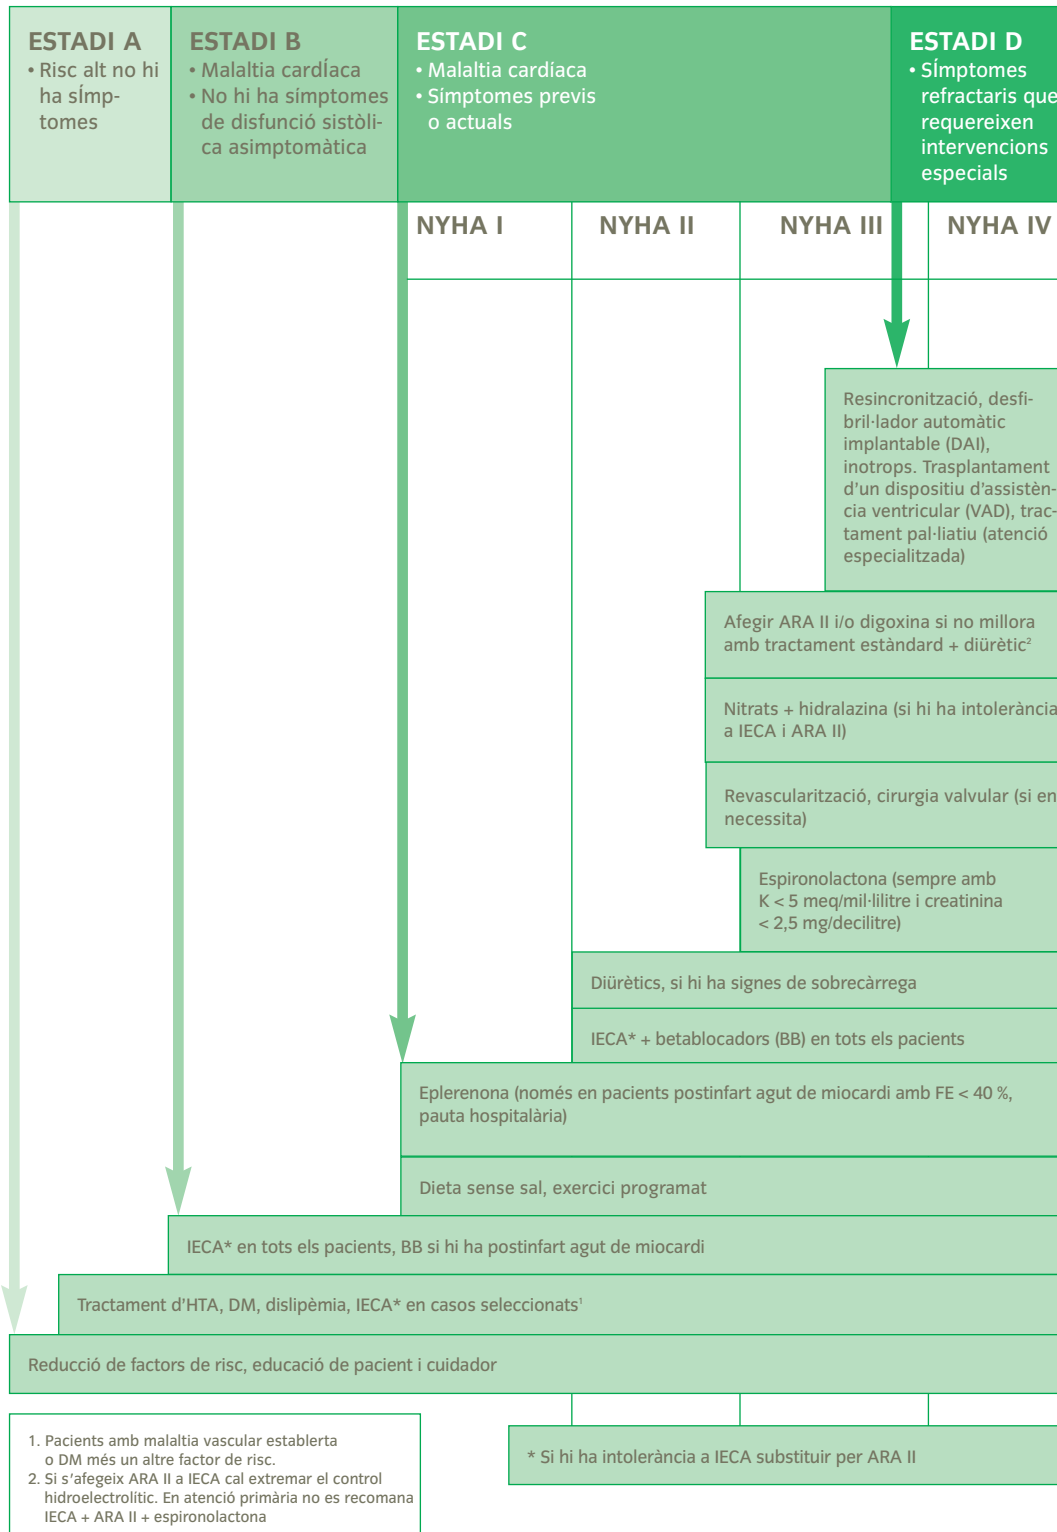 ESTADI A
• Risc alt no hi
ha símp-
tomes
ESTADI B
• Malaltia cardíaca
• No hi ha símptomes
de disfunció sistòli-
ca asimptomàtica
ESTADI C
• Malaltia cardíaca
• Símptomes previs
o actuals
ESTADI D
• Símptomes
refractaris que
requereixen
intervencions
especials
NYHA I
NYHA II
NYHA III
NYHA IV
Resincronització, desfi-
bril·lador automàtic
implantable (DAI),
inotrops. Trasplantament
d'un dispositiu d'assistèn-
cia ventricular (VAD), trac-
tament pal·liatiu (atenció
especialitzada)
Afegir ARA II i/o digoxina si no millora
amb tractament estàndard + diürètic²
Nitrats + hidralazina (si hi ha intolerància
a IECA i ARA II)
Revascularització, cirurgia valvular (si en
necessita)
Espironolactona (sempre amb
K < 5 meq/mil·lilitre i creatinina
< 2,5 mg/decilitre)
Diürètics, si hi ha signes de sobrecàrrega
IECA* + betablocadors (BB) en tots els pacients
Eplerenona (només en pacients postinfart agut de miocardi amb FE < 40 %,
pauta hospitalària)
Dieta sense sal, exercici programat
IECA* en tots els pacients, BB si hi ha postinfart agut de miocardi
Tractament d'HTA, DM, dislipèmia, IECA* en casos seleccionats¹
Reducció de factors de risc, educació de pacient i cuidador
1. Pacients amb malaltia vascular establerta
o DM més un altre factor de risc.
2. Si s'afegeix ARA II a IECA cal extremar el control
hidroelectrolític. En atenció primària no es recomana
IECA + ARA II + espironolactona
* Si hi ha intolerància a IECA substituir per ARA II